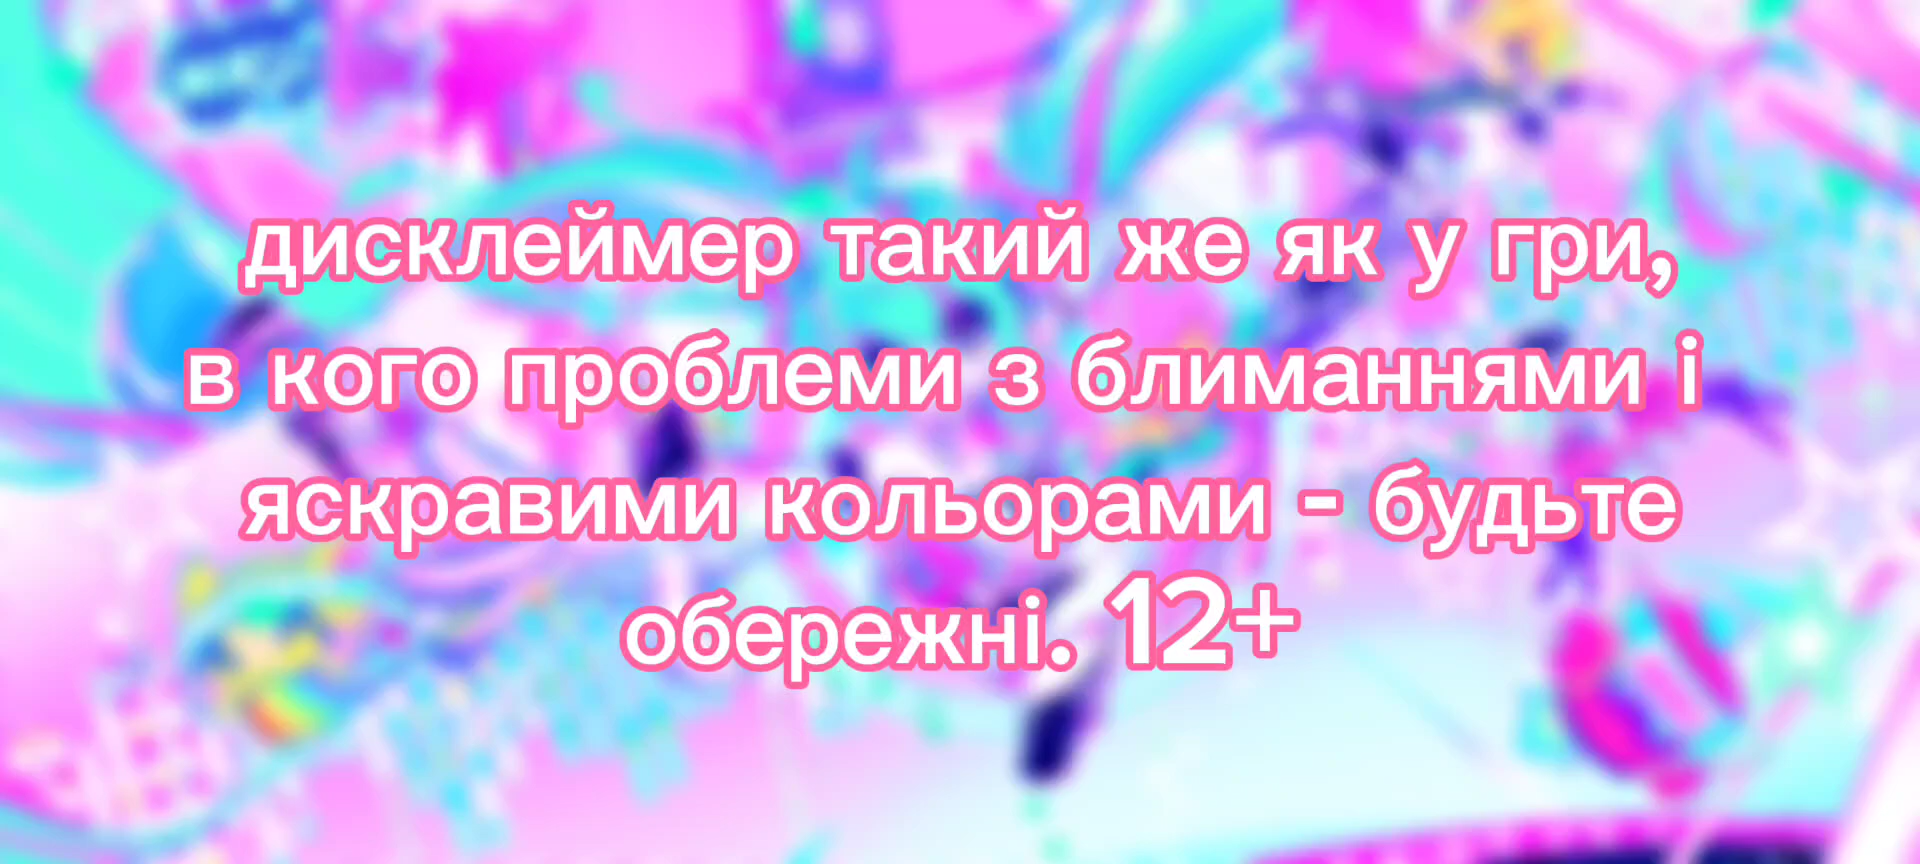 дисклеймер такий же як у гри,
в кого проблеми з блиманнями і
яскравими кольорами - будьте
обережні. 12+